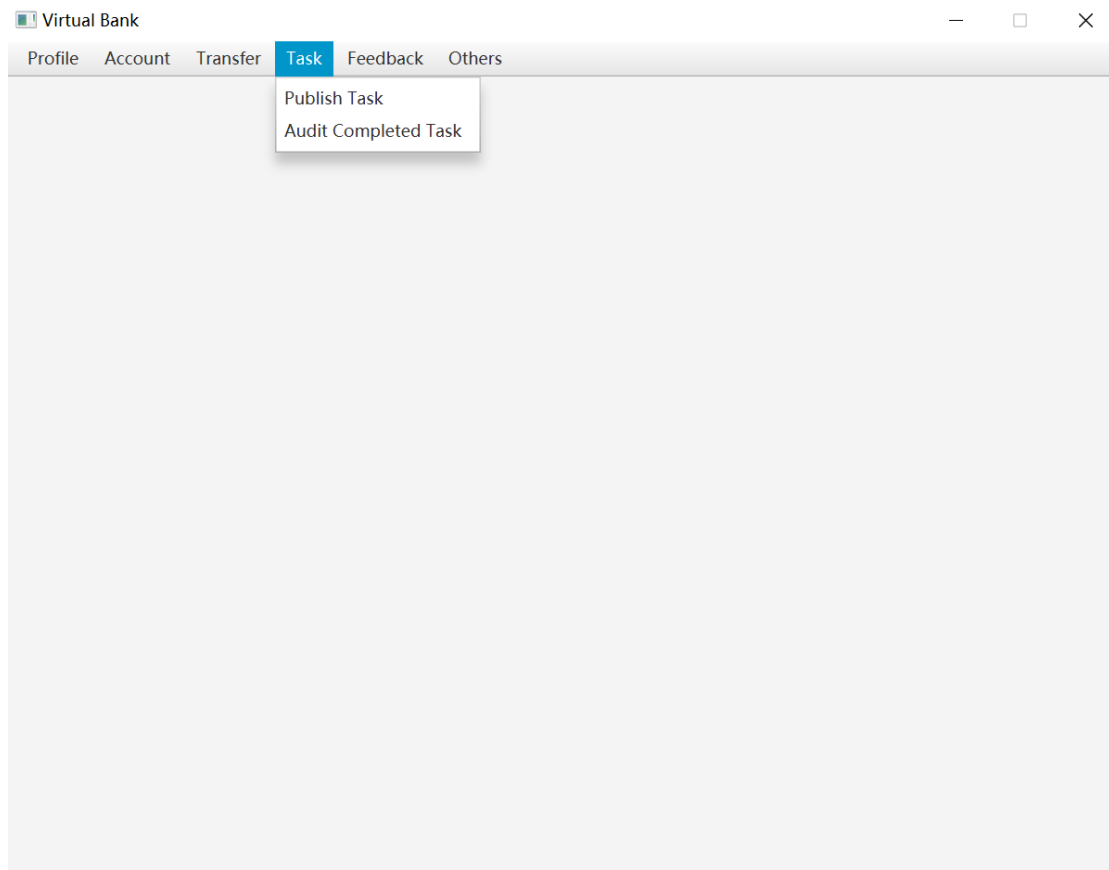 Virtual Bank
Profile Account Transfer Task Feedback Others
Publish Task
Audit Completed Task